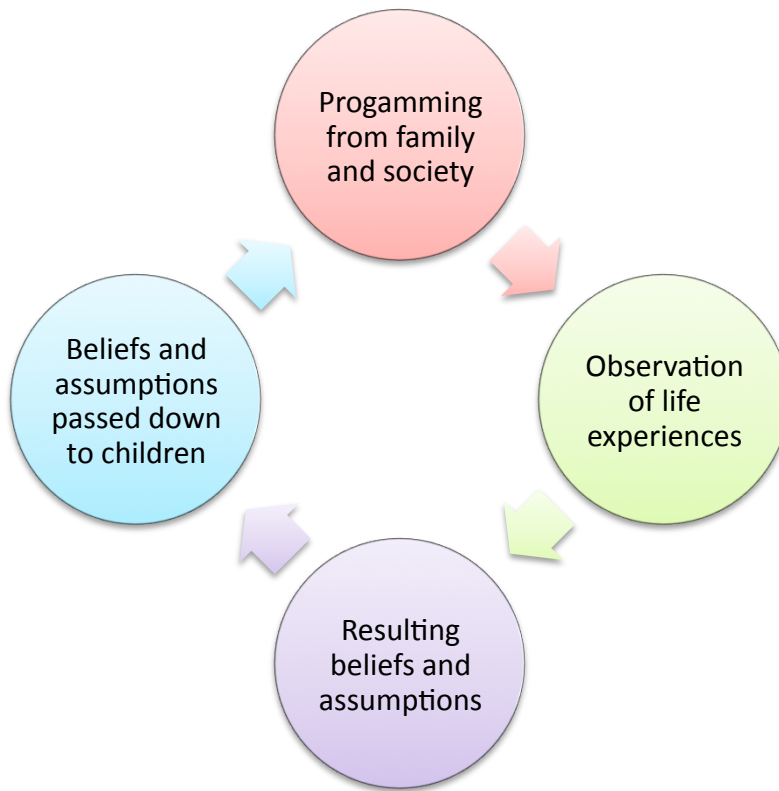 Progamming
from family
and society
Observation
of life
experiences
Resulting
beliefs and
assumptions
Beliefs and
assumptions
passed down
to children